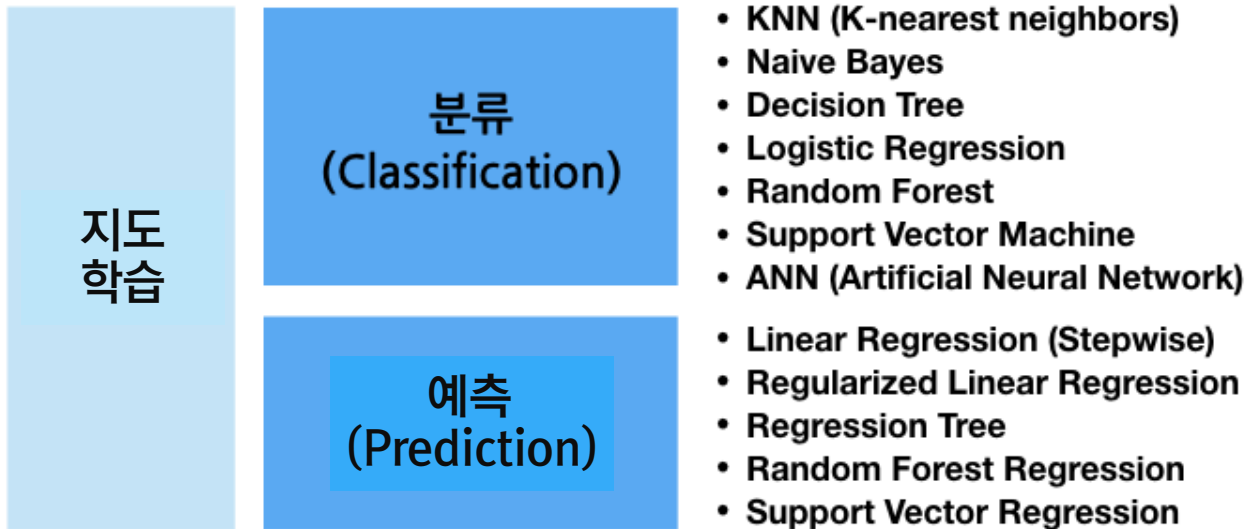 지도
학습
분류
(Classification)
• KNN (K-nearest neighbors)
• Naive Bayes
• Decision Tree
• Logistic Regression
• Random Forest
• Support Vector Machine
• ANN (Artificial Neural Network)
예측
(Prediction)
• Linear Regression (Stepwise)
• Regularized Linear Regression
• Regression Tree
• Random Forest Regression
• Support Vector Regression